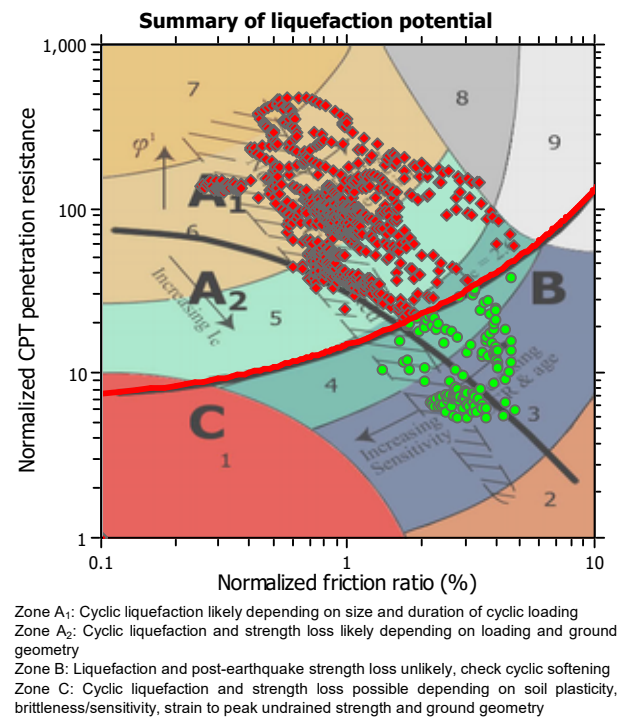 Summary of liquefaction potential
1,000
100
10
1
Normalized CPT penetration resistance
7
8
9
φ'
A₁
6
A₂
Increasing Ic
5
B
4
C
1
Increasing
Sensitivity
& age
3
2
0.1
1
10
Normalized friction ratio (%)
Zone A₁: Cyclic liquefaction likely depending on size and duration of cyclic loading
Zone A₂: Cyclic liquefaction and strength loss likely depending on loading and ground
geometry
Zone B: Liquefaction and post-earthquake strength loss unlikely, check cyclic softening
Zone C: Cyclic liquefaction and strength loss possible depending on soil plasticity,
brittleness/sensitivity, strain to peak undrained strength and ground geometry